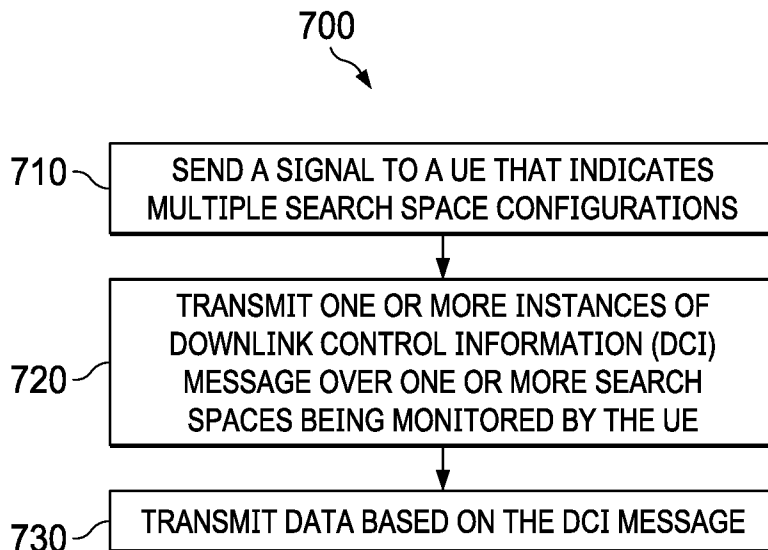 700
710
SEND A SIGNAL TO A UE THAT INDICATES
MULTIPLE SEARCH SPACE CONFIGURATIONS
720
TRANSMIT ONE OR MORE INSTANCES OF
DOWNLINK CONTROL INFORMATION (DCI)
MESSAGE OVER ONE OR MORE SEARCH
SPACES BEING MONITORED BY THE UE
730
TRANSMIT DATA BASED ON THE DCI MESSAGE